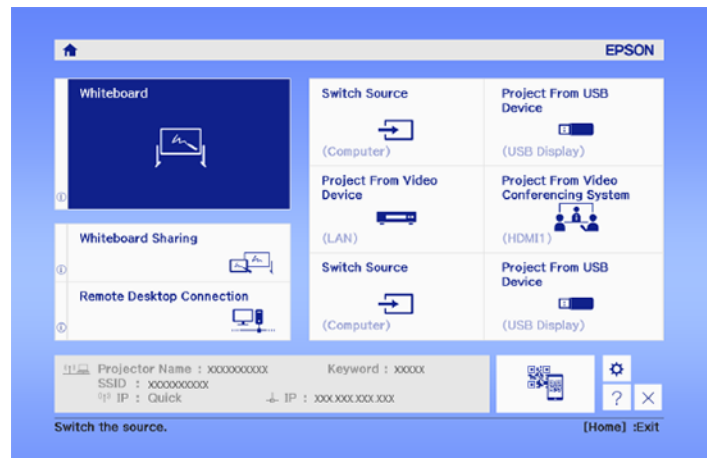 EPSON
Whiteboard
Switch Source
(Computer)
Project From USB
Device
(USB Display)
Project From Video
Device
(LAN)
Project From Video
Conferencing System
(HDMI1)
Whiteboard Sharing
Remote Desktop Connection
Switch Source
(Computer)
Project From USB
Device
(USB Display)
Projector Name : xxxxxxxxxx Keyword : xxxxx
SSID : xxxxxxxxxx
IP : Quick IP : xxx.xxx.xxx.xxx
?
Switch the source. [Home] :Exit